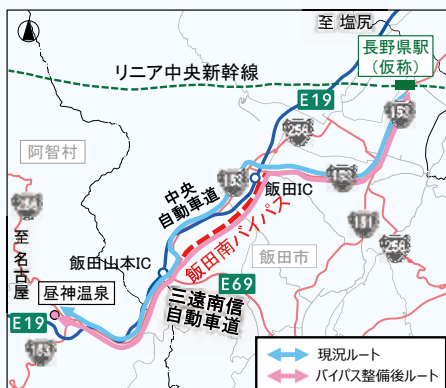 至 塩尻
長野県駅
（仮称）
リニア中央新幹線
E19
153
256
阿智村
153
153
中央
自動車道
飯田IC
飯田南バイパス
飯田市
至 名古屋
飯田山本IC
昼神温泉
E69
三遠南信
自動車道
E19
現況ルート
バイパス整備後ルート